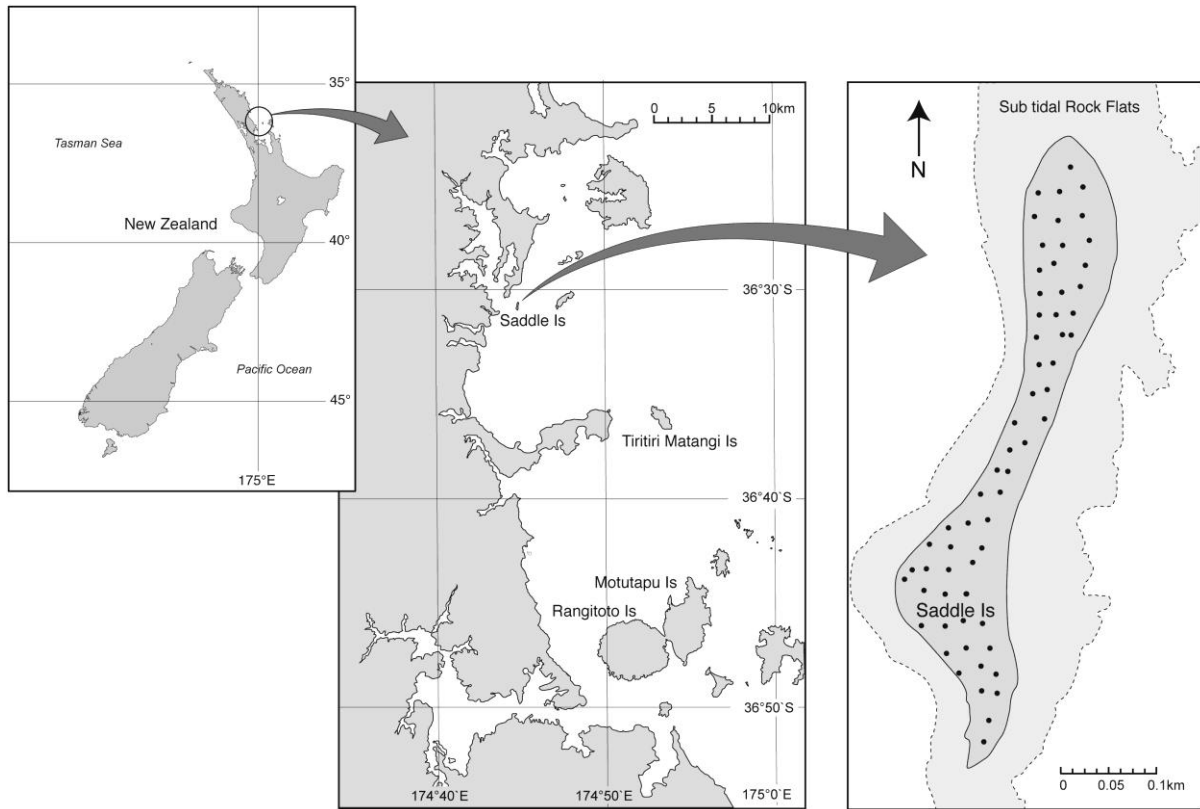 35°
Tasman Sea
New Zealand
40°
Pacific Ocean
45°
175°E
0 5 10km
36°30`S
Saddle Is
Tiritiri Matangi Is
36°40`S
Motutapu Is
Rangitoto Is
36°50`S
174°40`E 174°50`E 175°0`E
Sub tidal Rock Flats
N
Saddle Is
0 0.05 0.1km